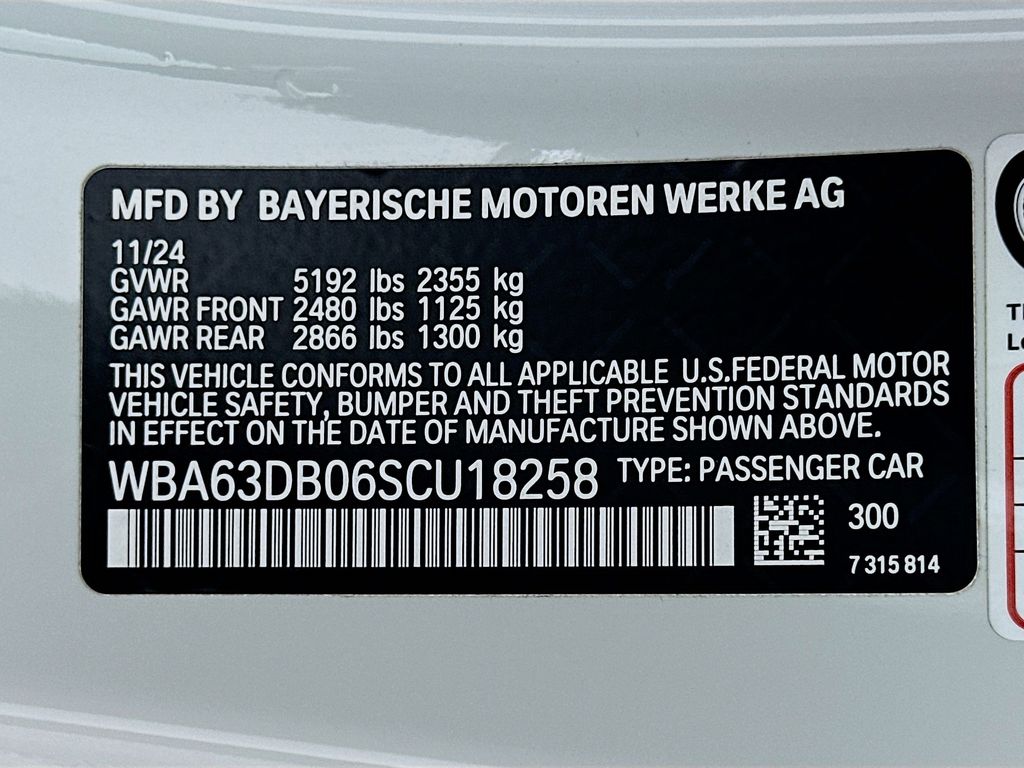 MFD BY BAYERISCHE MOTOREN WERKE AG
11/24
GVWR 5192 lbs 2355 kg
GAWR FRONT 2480 lbs 1125 kg
GAWR REAR 2866 lbs 1300 kg
THIS VEHICLE CONFORMS TO ALL APPLICABLE U.S.FEDERAL MOTOR
VEHICLE SAFETY, BUMPER AND THEFT PREVENTION STANDARDS
IN EFFECT ON THE DATE OF MANUFACTURE SHOWN ABOVE.
WBA63DB06SCU18258 TYPE: PASSENGER CAR
300
7 315 814